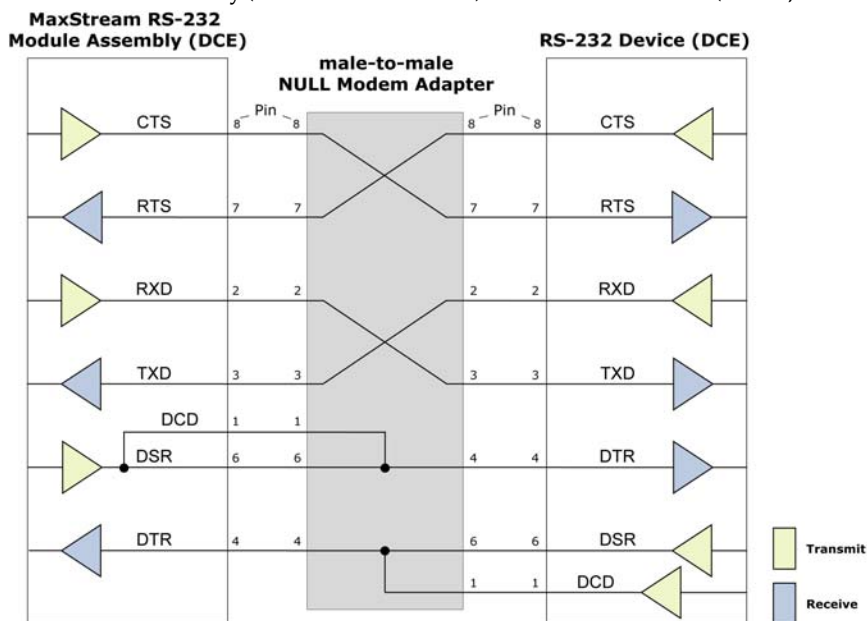 MaxStream RS-232
Module Assembly (DCE)
RS-232 Device (DCE)
male-to-male
NULL Modem Adapter
CTS 8 Pin 8 8 Pin 8 CTS
RTS 7 7 7 7 RTS
RXD 2 2 2 2 RXD
TXD 3 3 3 3 TXD
DCD 1 1
DSR 6 6 4 4 DTR
DTR 4 4 6 6 DSR
1 1 DCD
Transmit
Receive